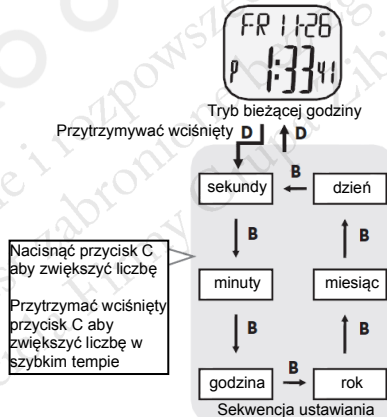 FR 11-26
P 1:33 41
Tryb bieżącej godziny
Przytrzymywać wciśnięty D D
sekundy B dzień
B B
Nacisnąć przycisk C
aby zwiększyć liczbę
Przytrzymać wciśnięty
przycisk C aby
zwiększyć liczbę w
szybkim tempie
minuty miesiąc
B B
godzina B rok
Sekwencja ustawiania